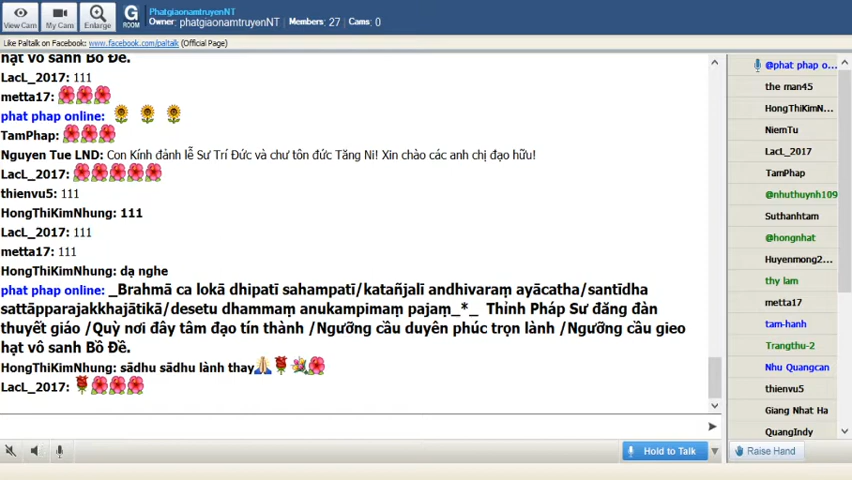 View Cam
My Cam
Enlarge
G
ROOM
PhatgiaonamtruyenNT
Owner: phatgiaonamtruyenNT Members: 27 Cams: 0
Like Paltalk on Facebook: www.facebook.com/paltalk (Official Page)
hạt vô sanh Bồ Đề.
LacL_2017: 111
metta17:
phat phap online:
TamPhap:
Nguyen Tue LND: Con Kính đảnh lễ Sư Trí Đức và chư tôn đức Tăng Ni! Xin chào các anh chị đạo hữu!
LacL_2017:
thienvu5: 111
HongThiKimNhung: 111
LacL_2017: 111
metta17: 111
HongThiKimNhung: dạ nghe
phat phap online: _Brahmā ca lokā dhipatī sahampatī/katañjalī andhivaraṃ ayācatha/santīdha
sattāpparajakkhajātikā/desetu dhammaṃ anukampimaṃ pajaṃ_*_ Thỉnh Pháp Sư đăng đàn
thuyết giáo /Quỳ nơi đây tâm đạo tín thành /Ngưỡng cầu duyên phúc trọn lành /Ngưỡng cầu gieo
hạt vô sanh Bồ Đề.
HongThiKimNhung: sādhu sādhu lành thay
LacL_2017:
@phat phap o...
the man45
HongThiKimN...
NiemTu
LacL_2017
TamPhap
@nhuthuynh109
Suthanhtam
@hongnhat
Huyenmong2...
thy lam
metta17
tam-hanh
Trangthu-2
Nhu Quangcan
thienvu5
Giang Nhat Ha
QuangIndy
Hold to Talk
Raise Hand